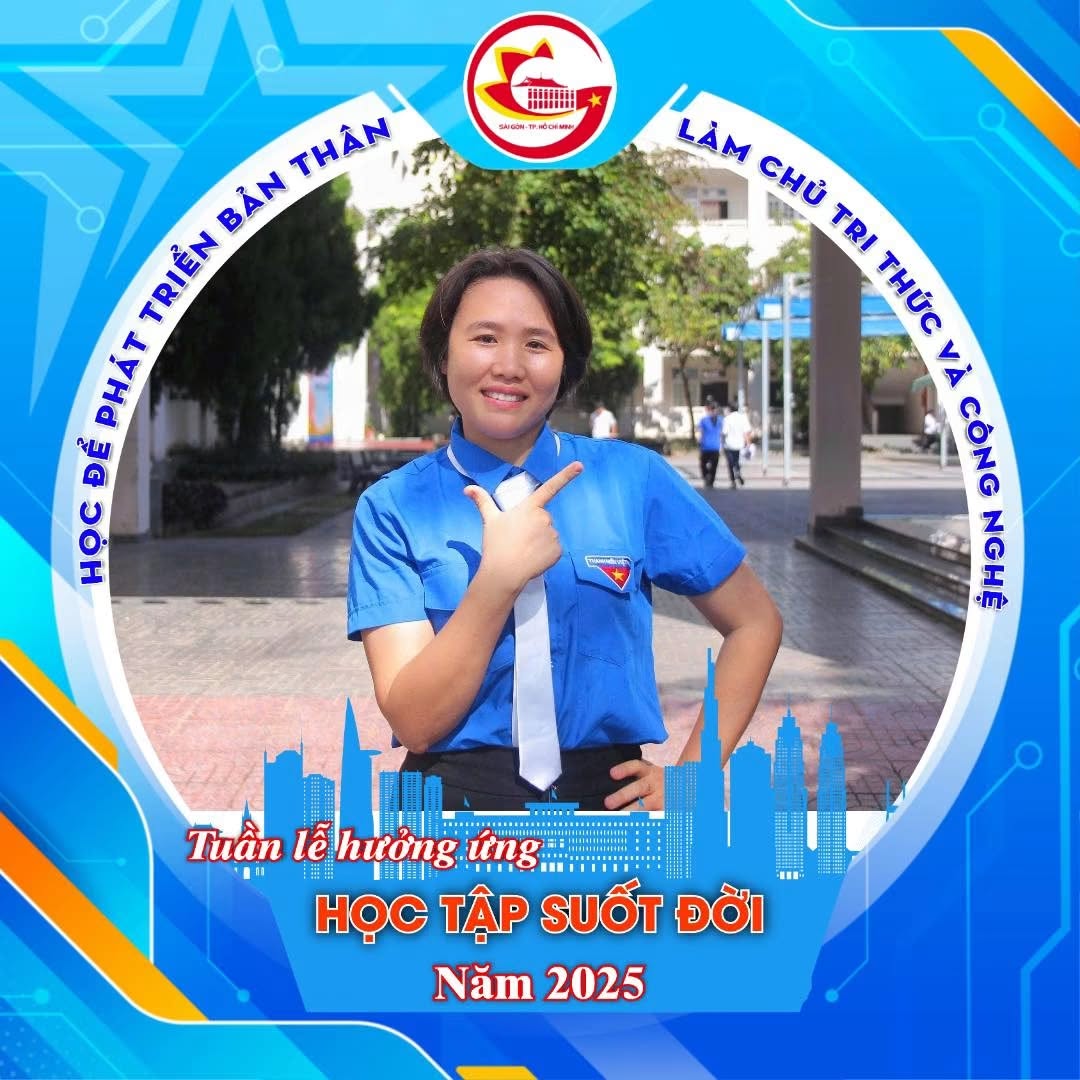 SÀI GÒN - TP. HỒ CHÍ MINH
HỌC ĐỂ PHÁT TRIỂN BẢN THÂN
LÀM CHỦ TRI THỨC VÀ CÔNG NGHỆ
Tuần lễ hưởng ứng
HỌC TẬP SUỐT ĐỜI
Năm 2025